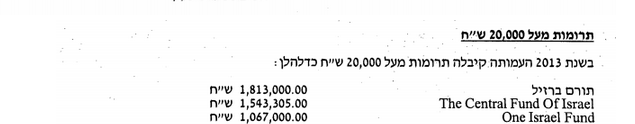 תרומות מעל 20,000 ש״ח
בשנת 2013 העמותה קיבלה תרומות מעל 20,000 ש״ח כדלהלן:
תורם ברזיל 1,813,000.00 ש״ח
The Central Fund Of Israel 1,543,305.00 ש״ח
One Israel Fund 1,067,000.00 ש״ח